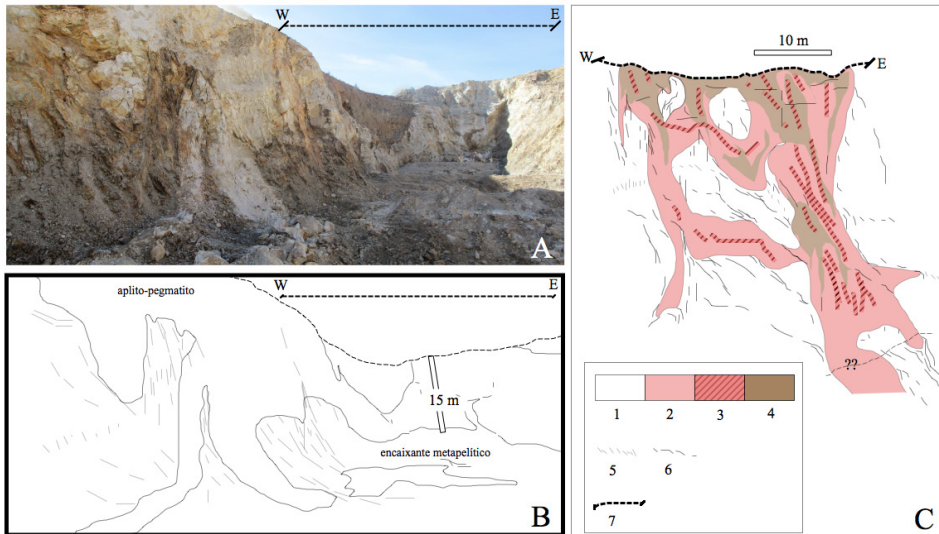 W
E
A
aplito-pegmatito
W
E
15 m
encaixante metapelítico
B
10 m
W
E
??
1
2
3
4
5
6
7
C